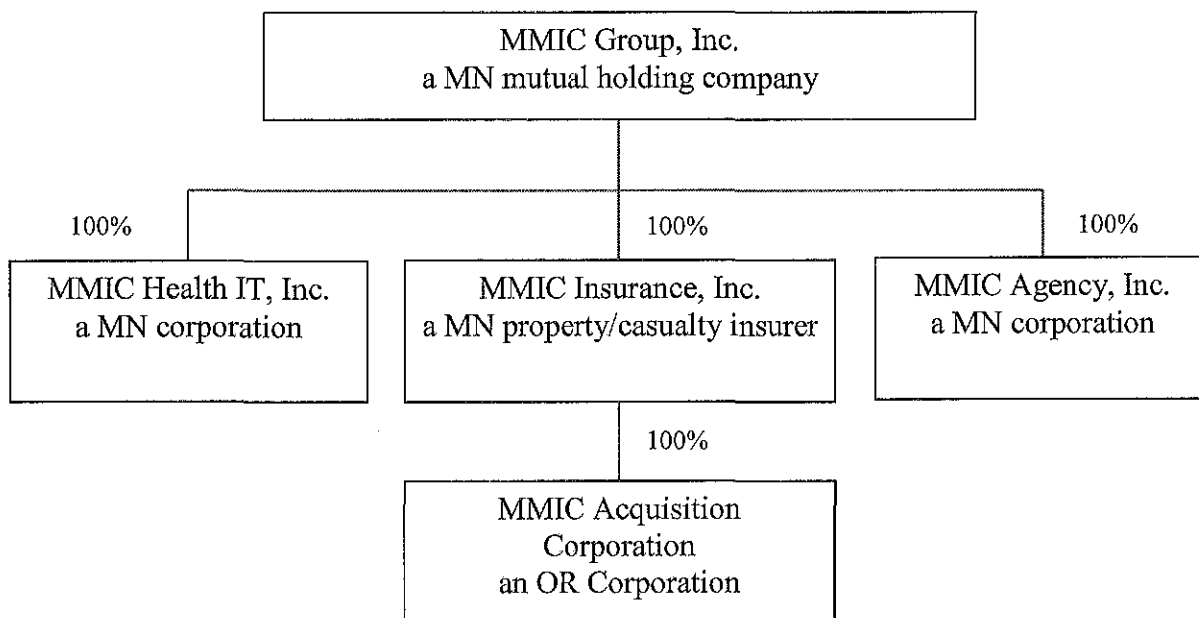 MMIC Group, Inc.
a MN mutual holding company
100%
100%
100%
MMIC Health IT, Inc.
a MN corporation
MMIC Insurance, Inc.
a MN property/casualty insurer
MMIC Agency, Inc.
a MN corporation
100%
MMIC Acquisition
Corporation
an OR Corporation